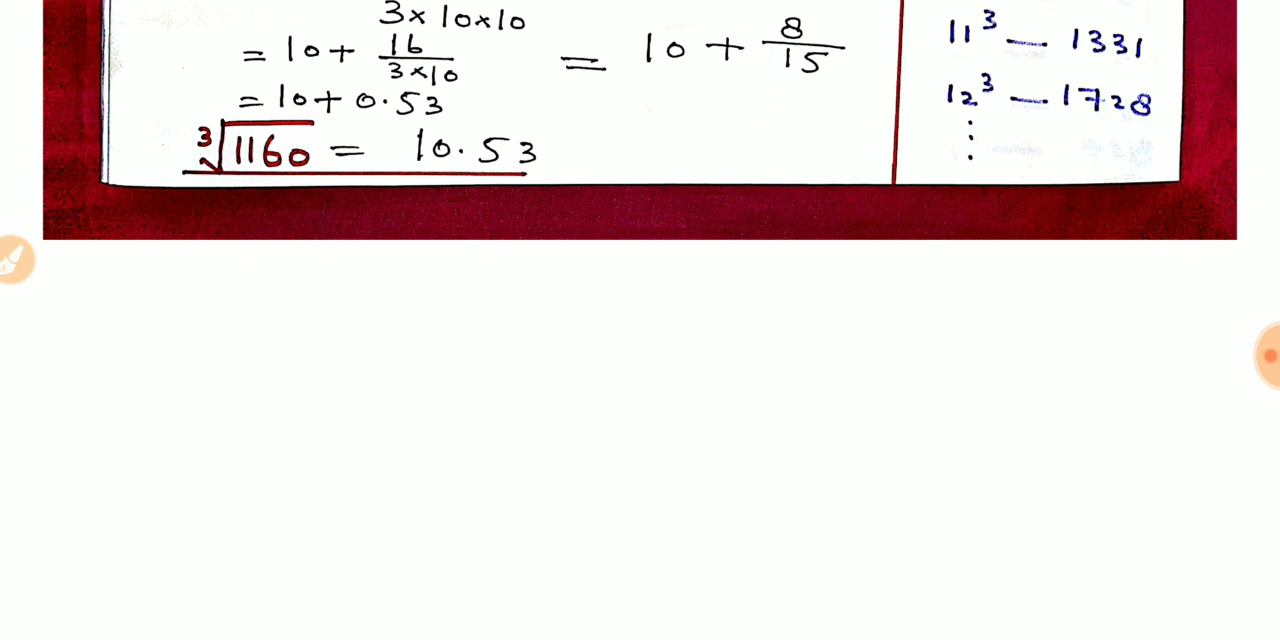 3 × 10 × 10
= 10 + 16/(3 × 10) = 10 + 8/15
= 10 + 0.53
∛1160 = 10.53
11³ — 1331
12³ — 1728
⋮